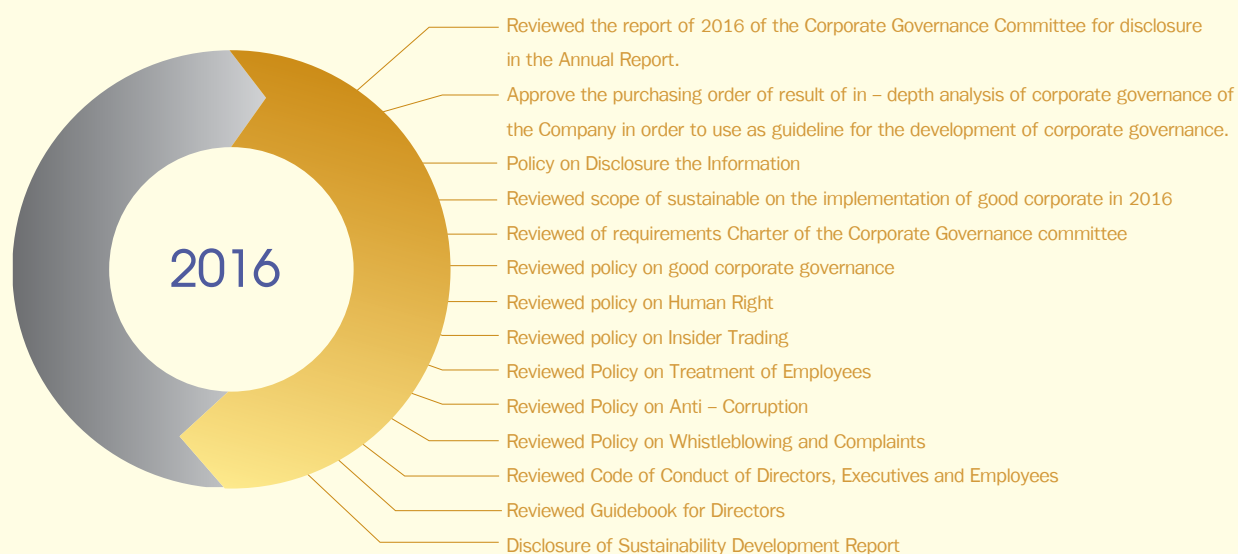 Reviewed the report of 2016 of the Corporate Governance Committee for disclosure
in the Annual Report.
Approve the purchasing order of result of in – depth analysis of corporate governance of
the Company in order to use as guideline for the development of corporate governance.
Policy on Disclosure the Information
Reviewed scope of sustainable on the implementation of good corporate in 2016
Reviewed of requirements Charter of the Corporate Governance committee
2016
Reviewed policy on good corporate governance
Reviewed policy on Human Right
Reviewed policy on Insider Trading
Reviewed Policy on Treatment of Employees
Reviewed Policy on Anti – Corruption
Reviewed Policy on Whistleblowing and Complaints
Reviewed Code of Conduct of Directors, Executives and Employees
Reviewed Guidebook for Directors
Disclosure of Sustainability Development Report